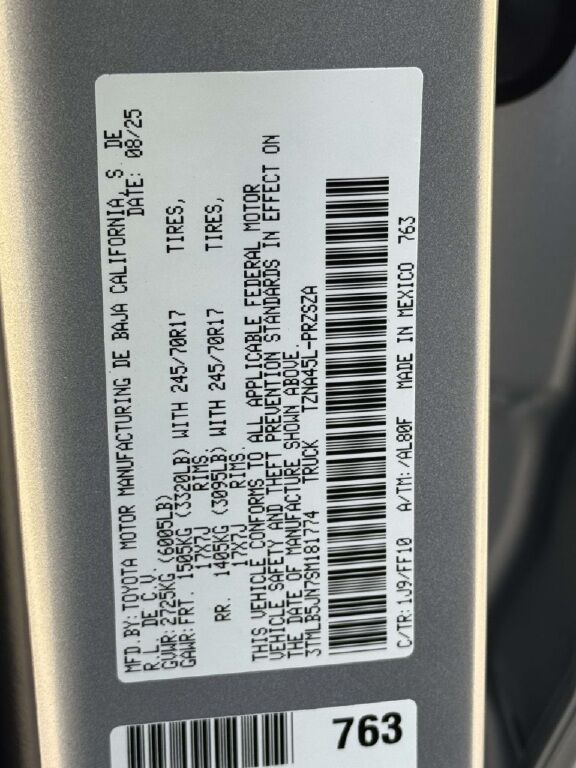 MFD.BY:TOYOTA MOTOR MANUFACTURING DE BAJA CALIFORNIA, S. DE
R.L. DE C.V. DATE: 08/25
GVWR:2725KG (6005LB)
GAWR:FRT. 1505KG (3320LB) WITH 245/70R17 TIRES,
17X7J RIMS.
RR. 1405KG (3095LB) WITH 245/70R17 TIRES,
17X7J RIMS.
THIS VEHICLE CONFORMS TO ALL APPLICABLE FEDERAL MOTOR
VEHICLE SAFETY AND THEFT PREVENTION STANDARDS IN EFFECT ON
THE DATE OF MANUFACTURE SHOWN ABOVE.
3TMLB5JN7SM181774 TRUCK TZNA45L-PRZSZA
C/TR:1J9/FF10 A/TM:/AL80F MADE IN MEXICO 763
763